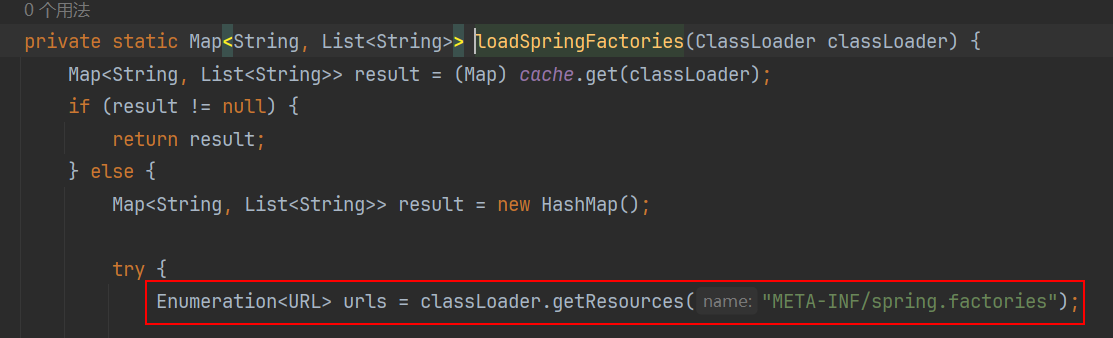 0 个用法
private static Map<String, List<String>> loadSpringFactories(ClassLoader classLoader) {
Map<String, List<String>> result = (Map) cache.get(classLoader);
if (result != null) {
return result;
} else {
Map<String, List<String>> result = new HashMap();
try {
Enumeration<URL> urls = classLoader.getResources( name: "META-INF/spring.factories");